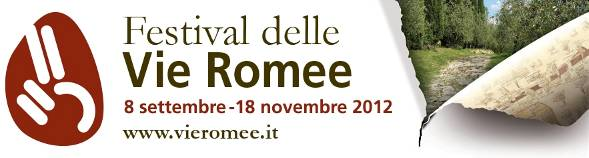 Festival delle
Vie Romee
8 settembre-18 novembre 2012
www.vieromee.it